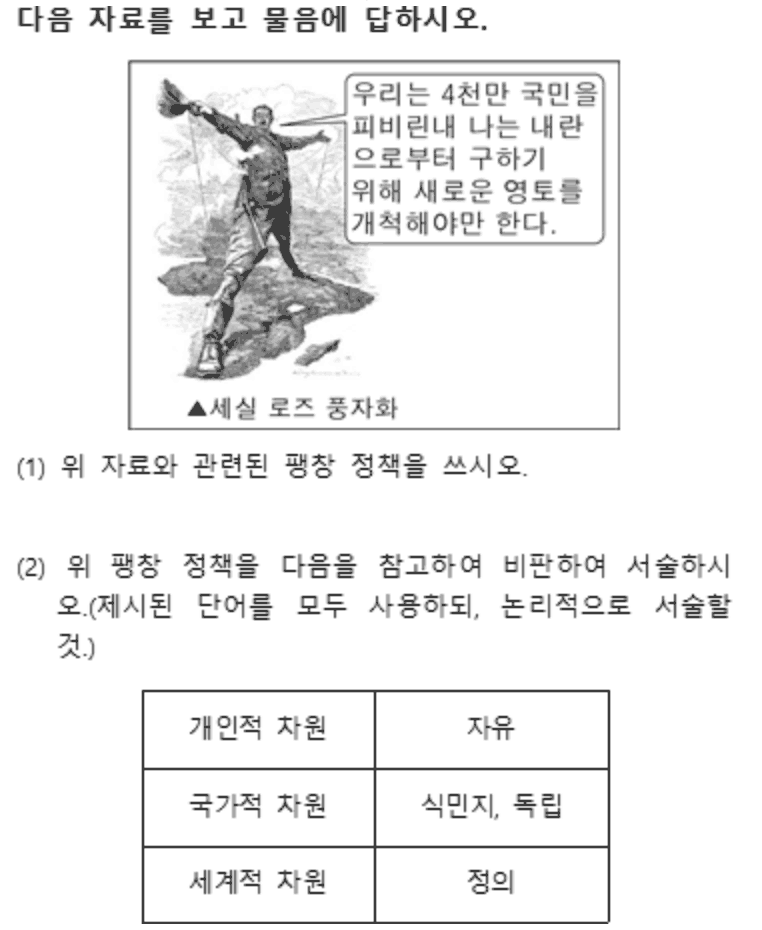 다음 자료를 보고 물음에 답하시오.
우리는 4천만 국민을
피비린내 나는 내란
으로부터 구하기
위해 새로운 영토를
개척해야만 한다.
▲세실 로즈 풍자화
(1) 위 자료와 관련된 팽창 정책을 쓰시오.
(2) 위 팽창 정책을 다음을 참고하여 비판하여 서술하시
오.(제시된 단어를 모두 사용하되, 논리적으로 서술할
것.)
개인적 차원 자유
국가적 차원 식민지, 독립
세계적 차원 정의